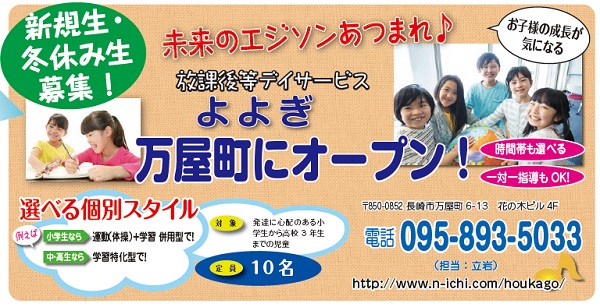 新規生・
冬休み生
募集！
未来のエジソンあつまれ♪
お子様の成長が
気になる
放課後等デイサービス
よよぎ
万屋町にオープン！
時間帯も選べる
一対一指導もOK!
選べる個別スタイル
例えば
小学生なら 運動(体操)+学習 併用型で!
中・高生なら 学習特化型で!
対象 発達に心配のある小
学生から高校3年生
までの児童
定員 10名
〒850-0852 長崎市万屋町6-13 花の木ビル4F
電話 095-893-5033
（担当：立岩）
http://www.n-ichi.com/houkago/